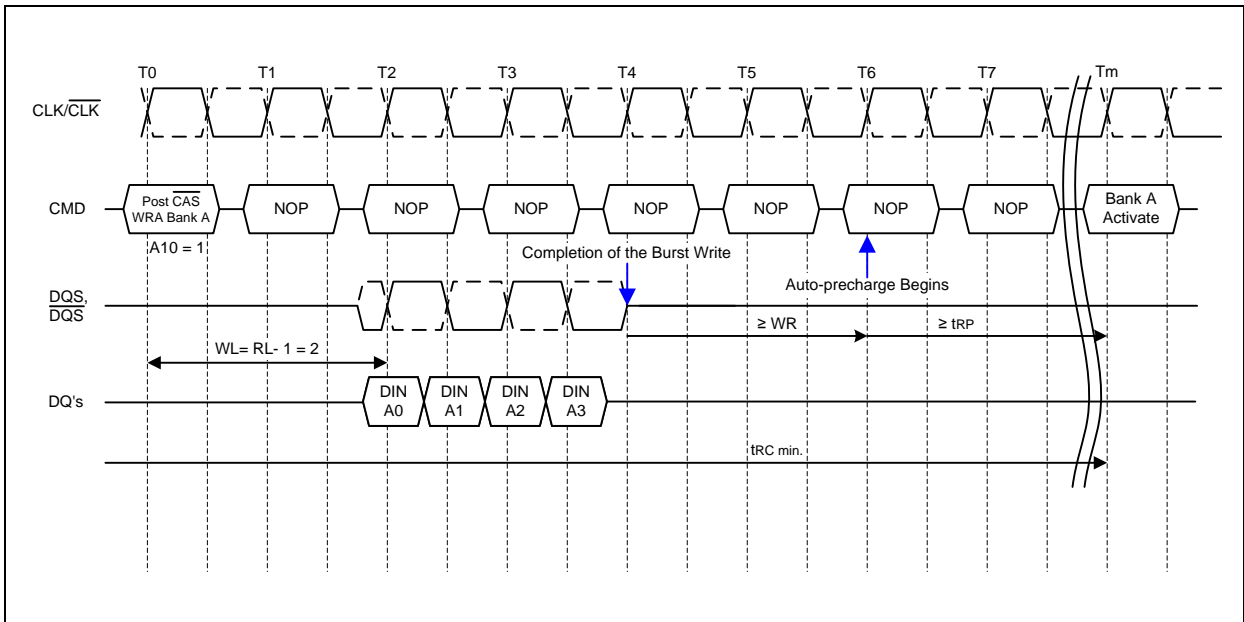 T0 T1 T2 T3 T4 T5 T6 T7 Tm
CLK/CLK
CMD
Post CAS
WRA Bank A
NOP NOP NOP NOP NOP NOP NOP
Bank A
Activate
A10 = 1
Completion of the Burst Write
Auto-precharge Begins
DQS,
DQS
≥ WR
≥ tRP
WL= RL- 1 = 2
DQ's
DIN
A0
DIN
A1
DIN
A2
DIN
A3
tRC min.